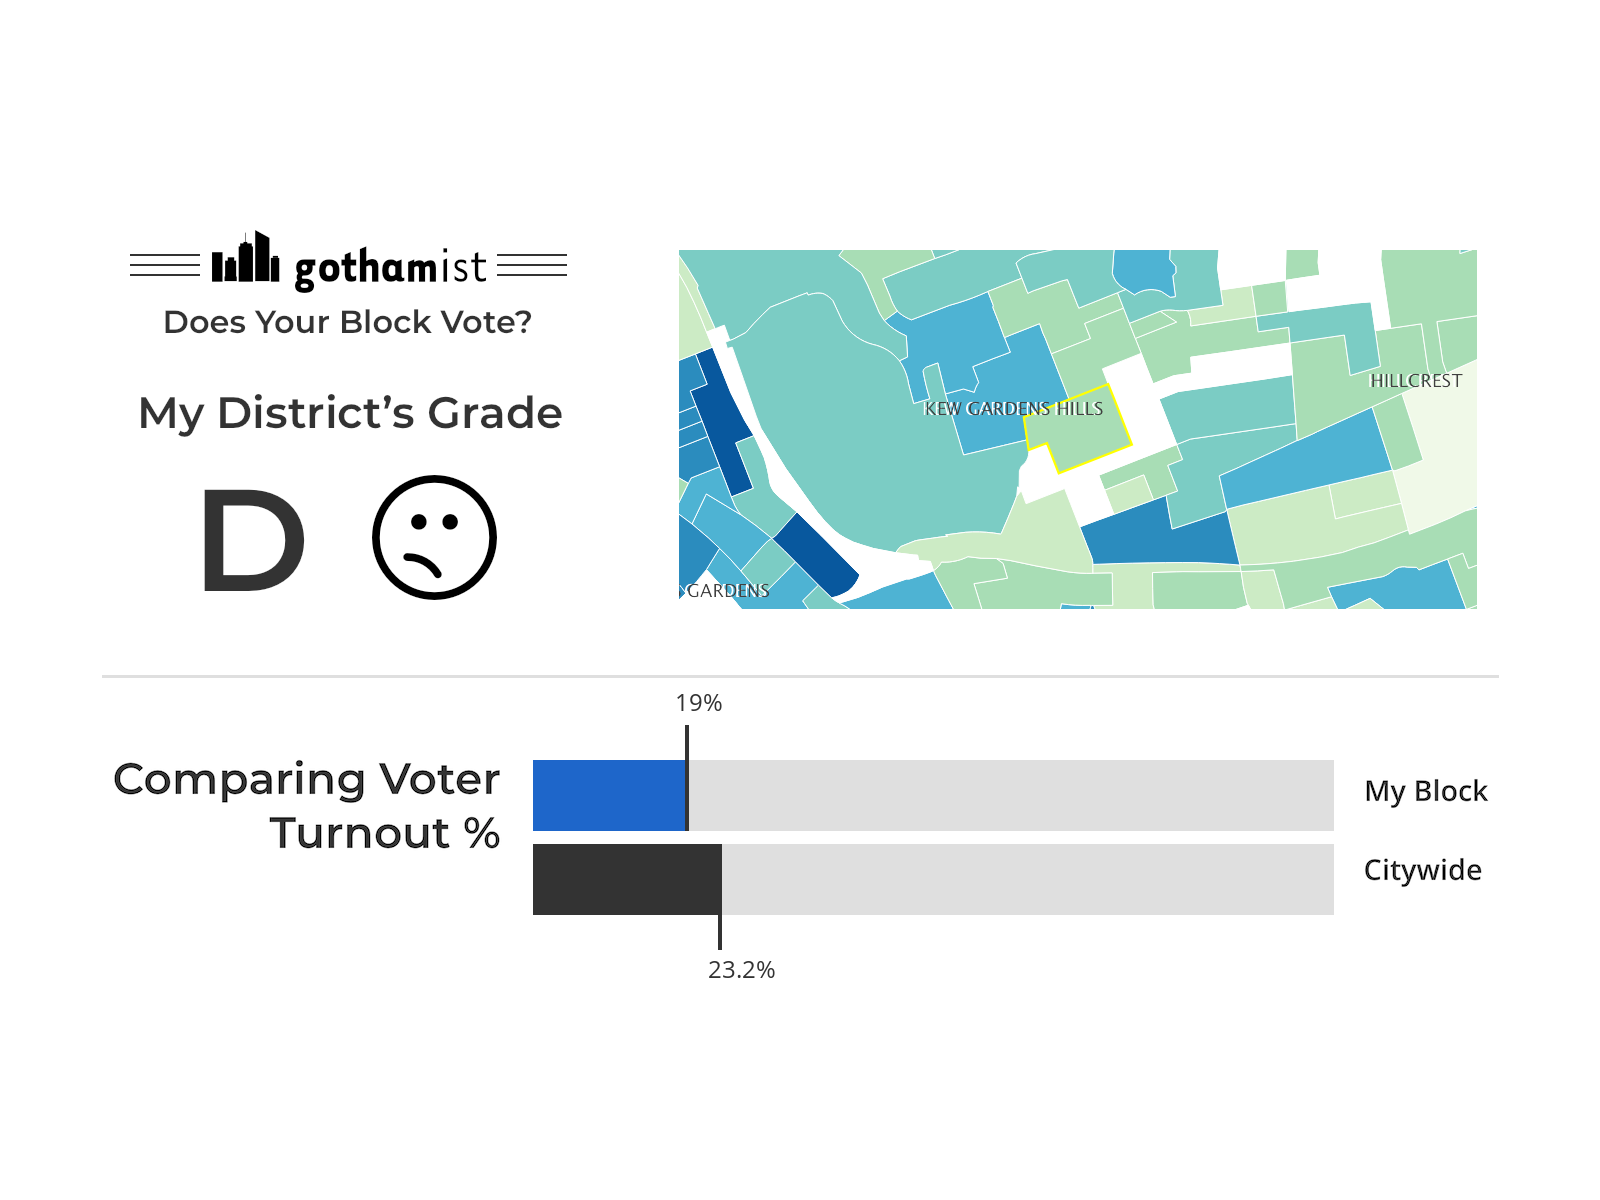 gothamist
Does Your Block Vote?
My District's Grade
D
KEW GARDENS HILLS
HILLCREST
GARDENS
19%
Comparing Voter
Turnout %
My Block
Citywide
23.2%